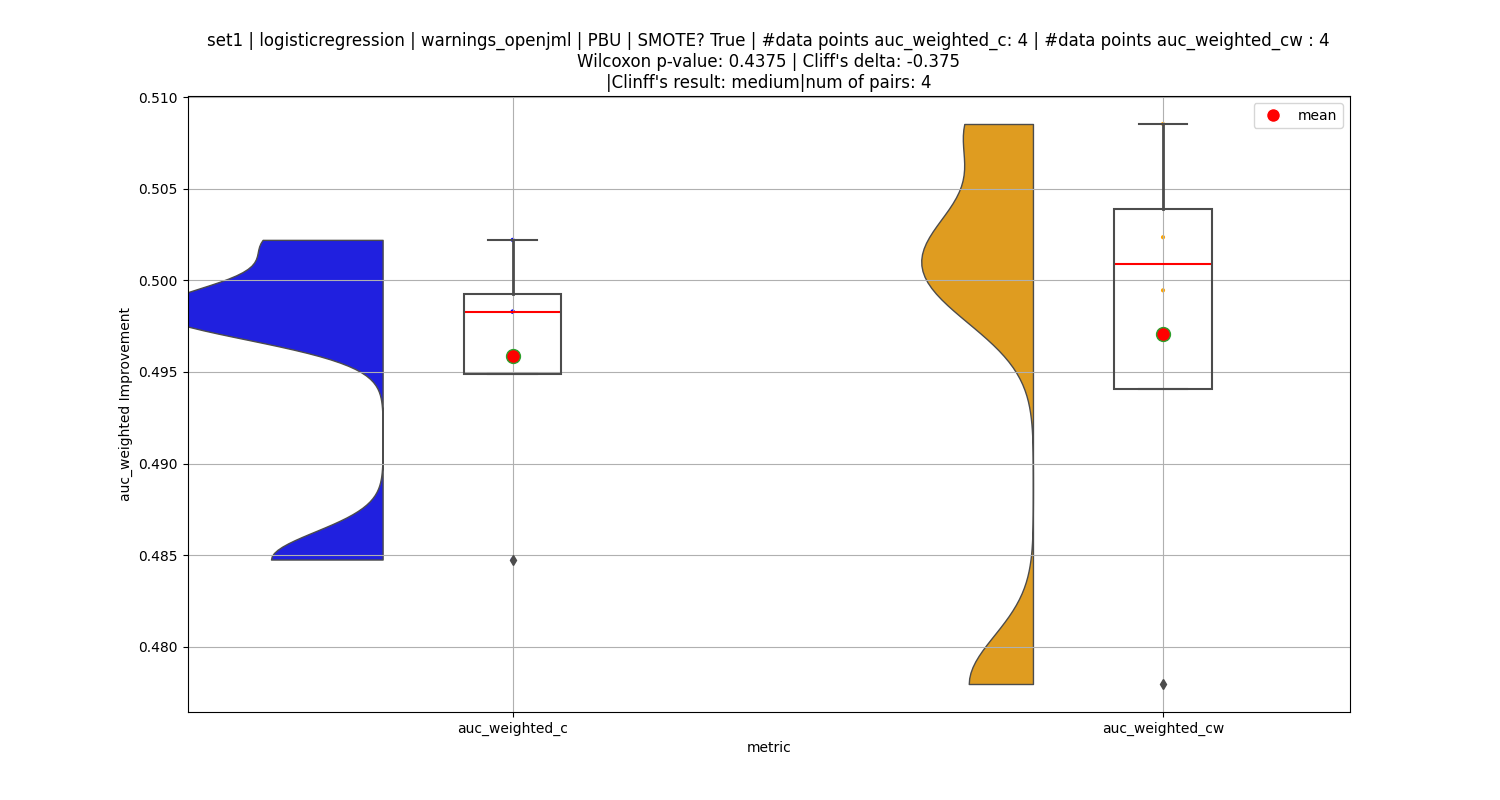 set1 | logisticregression | warnings_openjml | PBU | SMOTE? True | #data points auc_weighted_c: 4 | #data points auc_weighted_cw : 4
Wilcoxon p-value: 0.4375 | Cliff's delta: -0.375
|Clinff's result: medium|num of pairs: 4
mean
0.510
0.505
0.500
0.495
0.490
0.485
0.480
auc_weighted Improvement
auc_weighted_c
auc_weighted_cw
metric